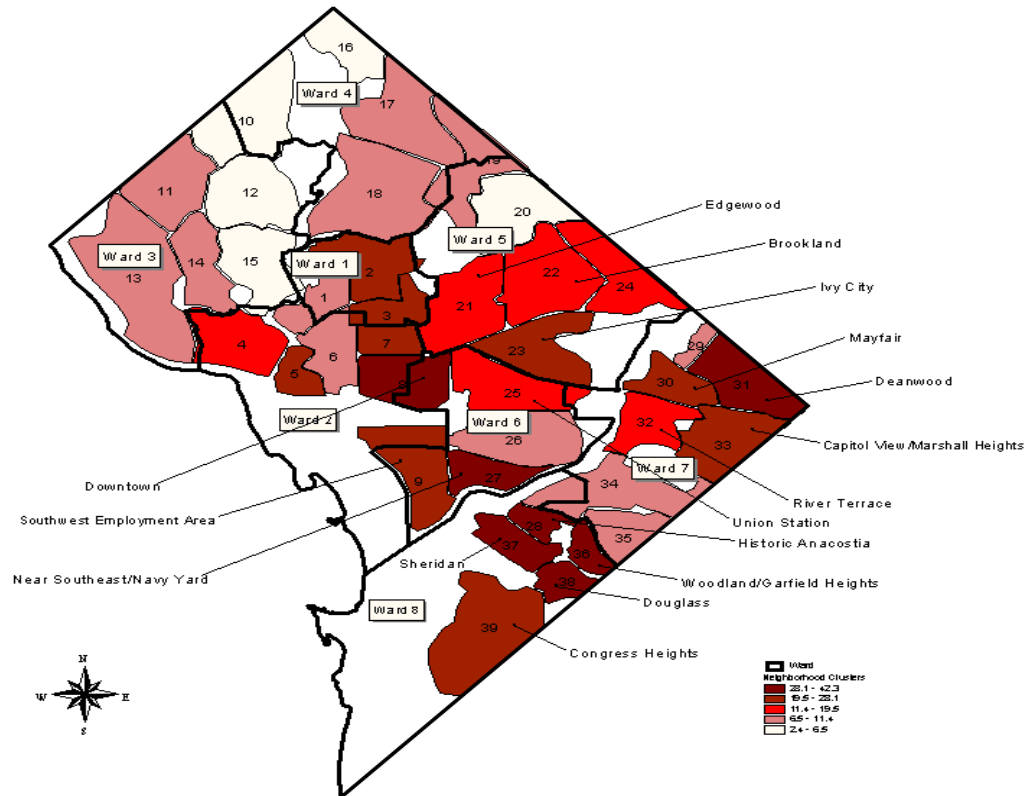 16
Ward 4
10
17
19
11
12
18
20
Edgewood
Ward 5
Brookland
Ward 3
13
14
15
Ward 1
2
22
1
24
Ivy City
21
3
4
7
23
Mayfair
6
29
5
8
30
31
Deanwood
25
Ward 2
Ward 6
32
26
33
Capitol View/Marshall Heights
Ward 7
Downtown
9
27
34
River Terrace
Southwest Employment Area
Union Station
28
35
Historic Anacostia
37
Sheridan
36
Near Southeast/Navy Yard
38
Woodland/Garfield Heights
Douglass
Ward 8
39
Congress Heights
N
W
E
S
Ward
Neighborhood Clusters
28.1 - 42.3
19.5 - 28.1
11.4 - 19.5
6.5 - 11.4
2.4 - 6.5